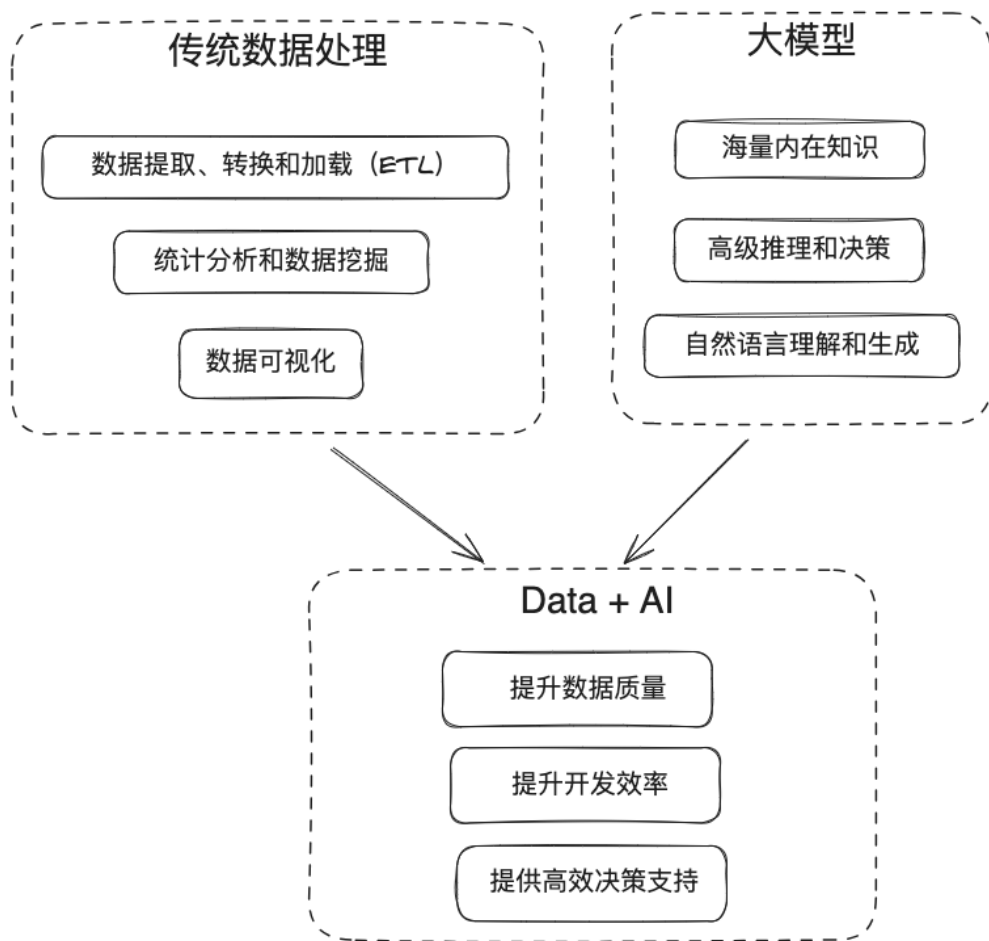 传统数据处理
数据提取、转换和加载（ETL）
统计分析和数据挖掘
数据可视化
大模型
海量内在知识
高级推理和决策
自然语言理解和生成
Data + AI
提升数据质量
提升开发效率
提供高效决策支持